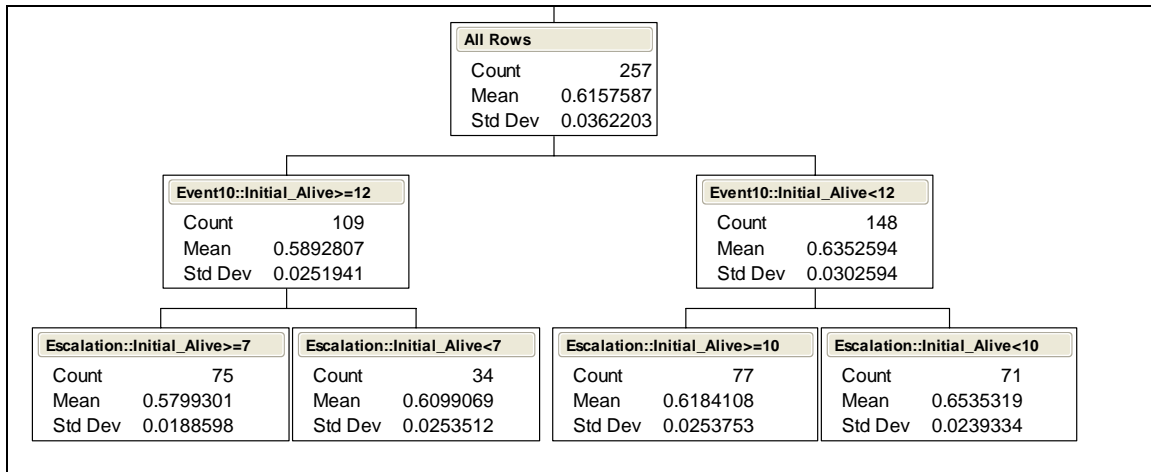 All Rows
Count 257
Mean 0.6157587
Std Dev 0.0362203
Event10::Initial_Alive>=12
Count 109
Mean 0.5892807
Std Dev 0.0251941
Event10::Initial_Alive<12
Count 148
Mean 0.6352594
Std Dev 0.0302594
Escalation::Initial_Alive>=7
Count 75
Mean 0.5799301
Std Dev 0.0188598
Escalation::Initial_Alive<7
Count 34
Mean 0.6099069
Std Dev 0.0253512
Escalation::Initial_Alive>=10
Count 77
Mean 0.6184108
Std Dev 0.0253753
Escalation::Initial_Alive<10
Count 71
Mean 0.6535319
Std Dev 0.0239334